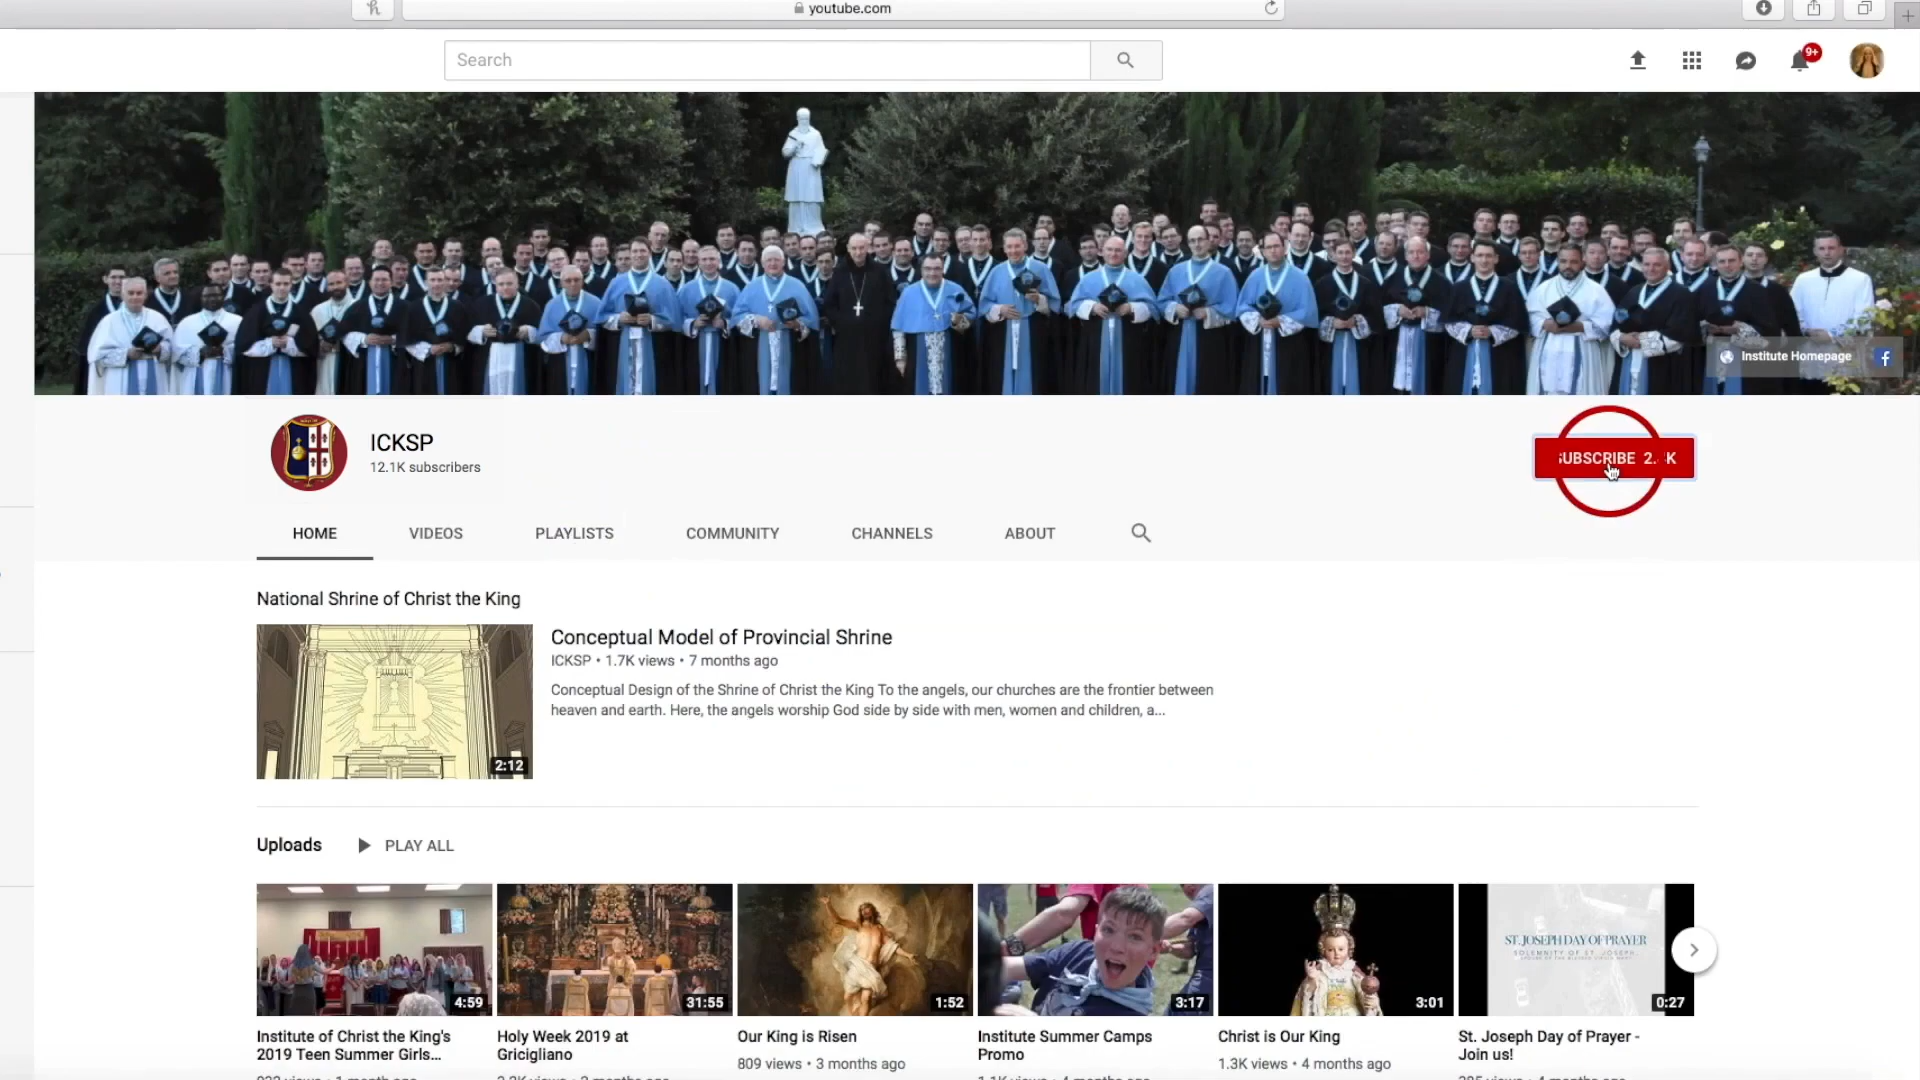 youtube.com
Search
9+
Institute Homepage
ICKSP
12.1K subscribers
SUBSCRIBE
HOME
VIDEOS
PLAYLISTS
COMMUNITY
CHANNELS
ABOUT
National Shrine of Christ the King
Conceptual Model of Provincial Shrine
ICKSP • 1.7K views • 7 months ago
Conceptual Design of the Shrine of Christ the King To the angels, our churches are the frontier between
heaven and earth. Here, the angels worship God side by side with men, women and children, a...
2:12
Uploads
PLAY ALL
4:59
31:55
1:52
3:17
3:01
ST. JOSEPH DAY OF PRAYER
SOLEMNITY OF ST. JOSEPH,
0:27
Institute of Christ the King's
2019 Teen Summer Girls...
Holy Week 2019 at
Gricigliano
Our King is Risen
809 views • 3 months ago
Institute Summer Camps
Promo
Christ is Our King
1.3K views • 4 months ago
St. Joseph Day of Prayer -
Join us!